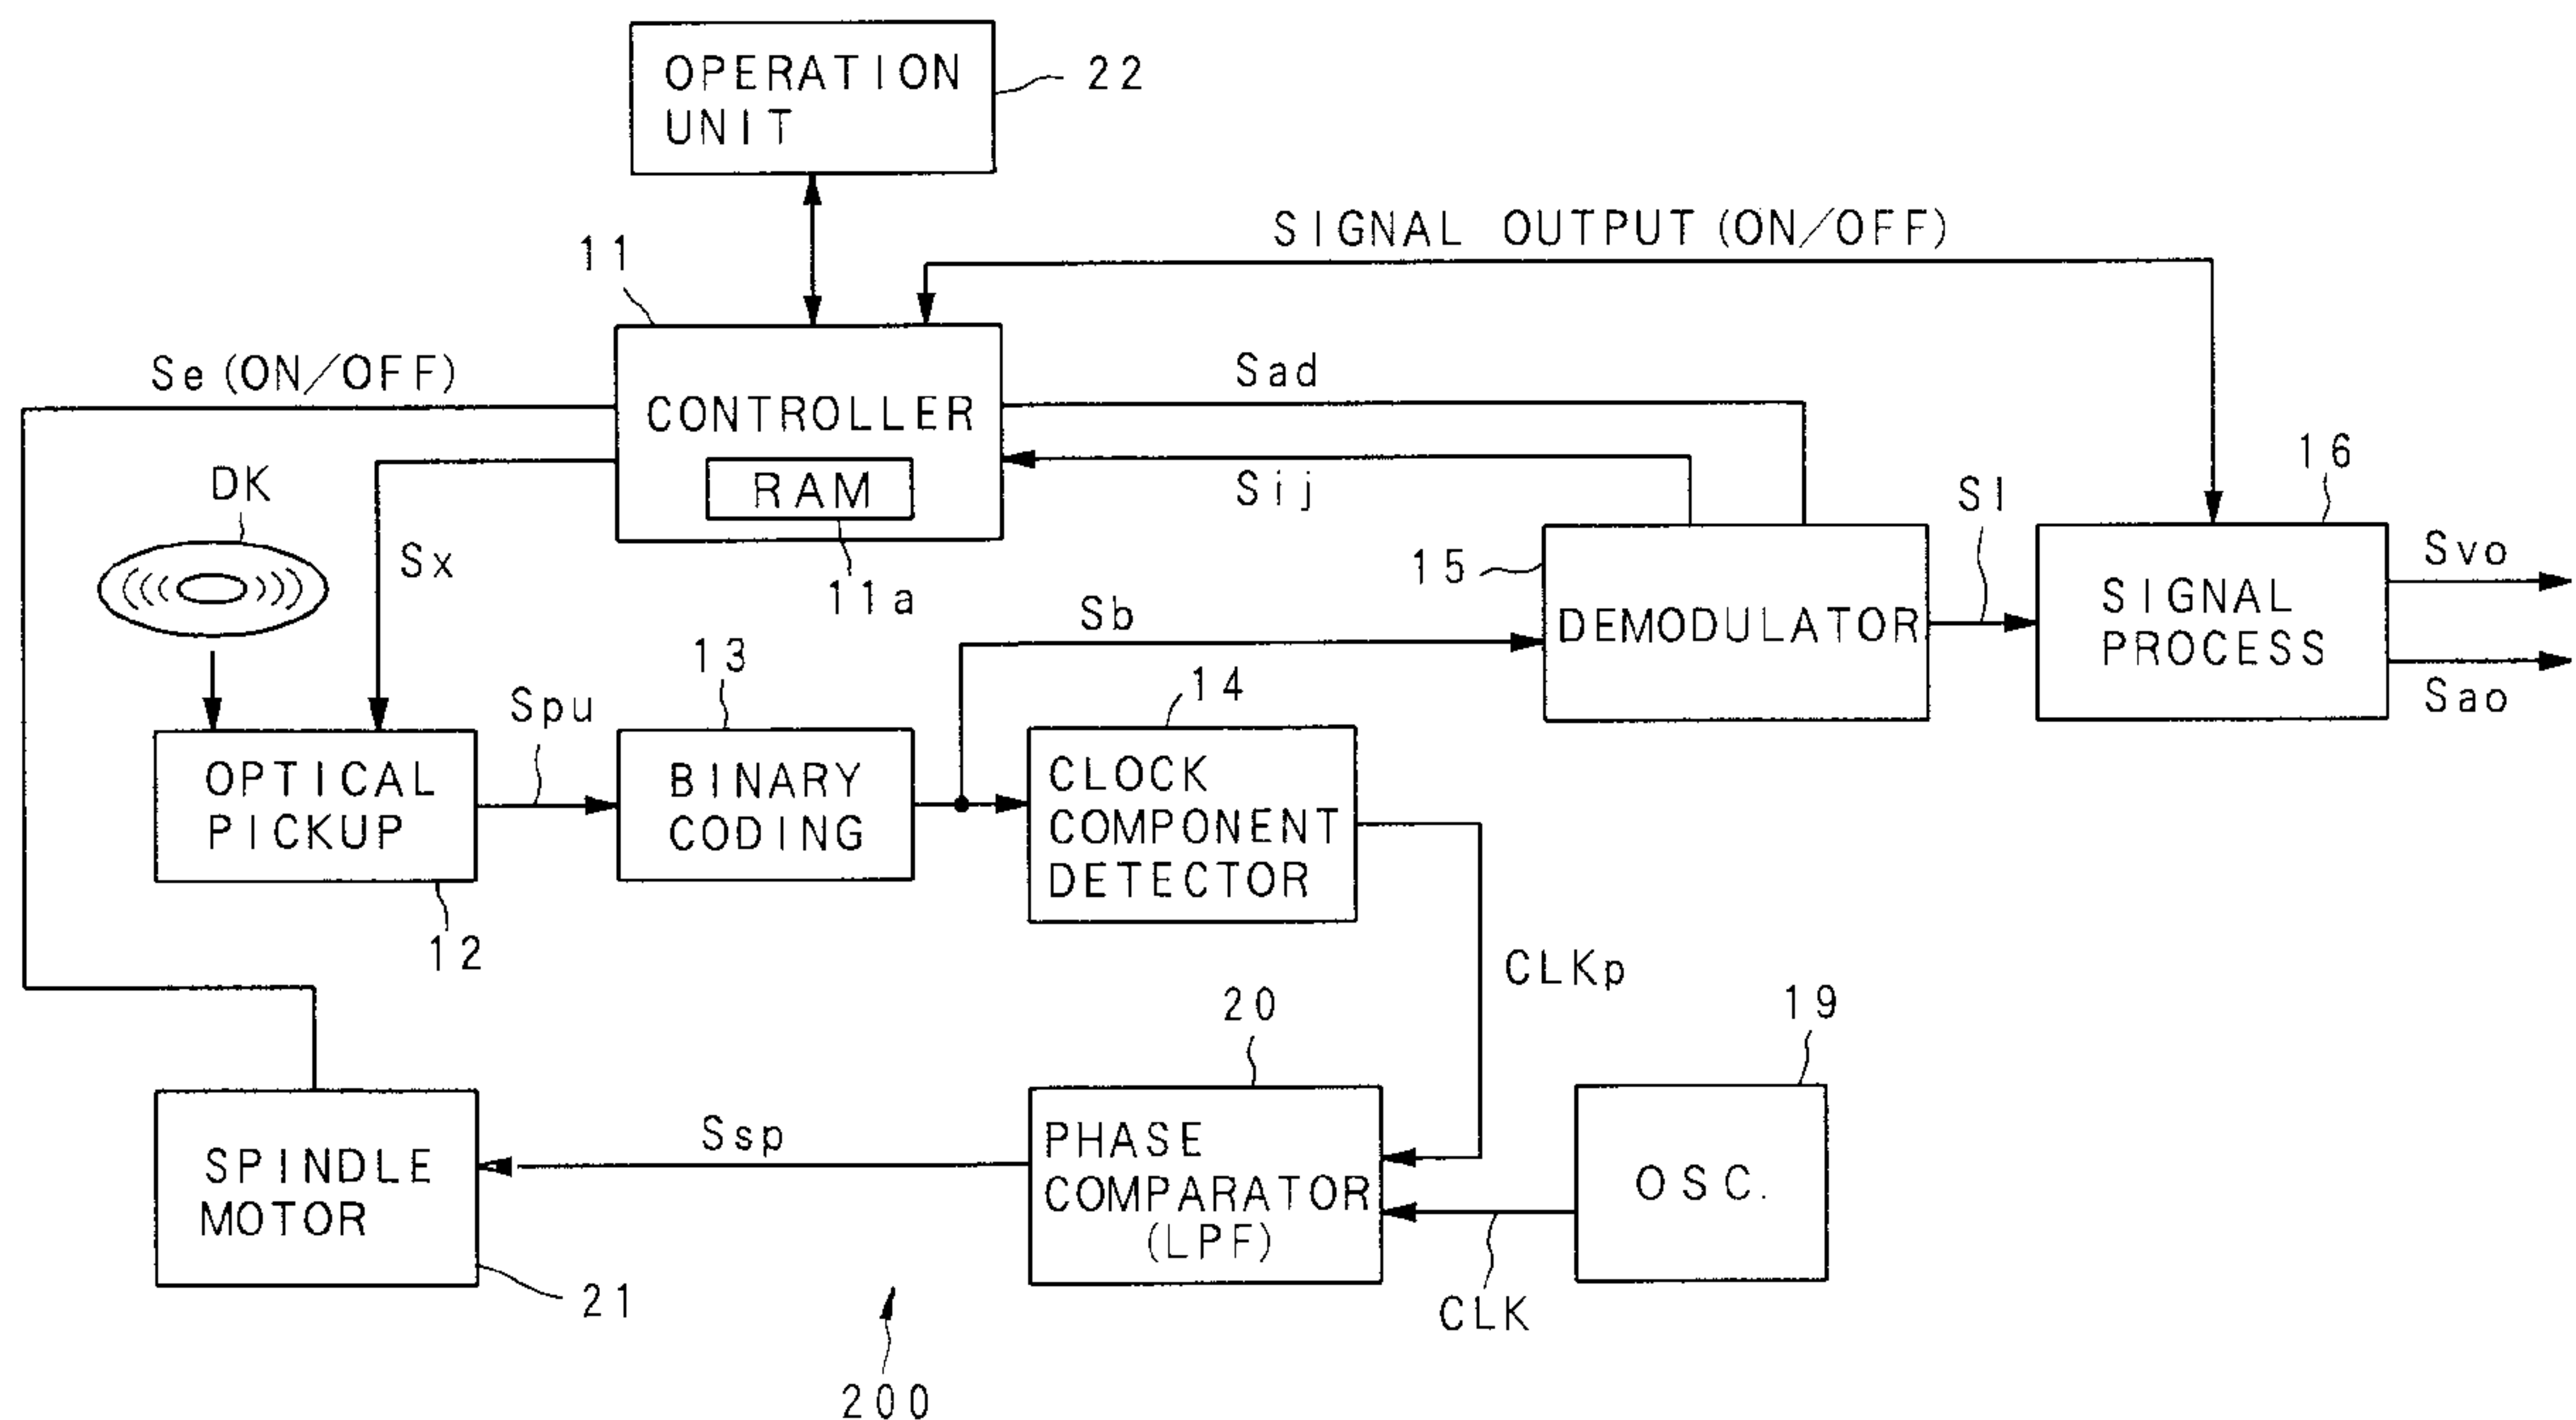 OPERATION
UNIT
22
SIGNAL OUTPUT (ON/OFF)
11
Se (ON/OFF)
CONTROLLER
RAM
11a
Sad
Sij
16
DK
Sx
15
DEMODULATOR
SI
SIGNAL
PROCESS
Svo
Sao
Sb
13
14
Spu
OPTICAL
PICKUP
12
BINARY
CODING
CLOCK
COMPONENT
DETECTOR
CLKp
20
19
SPINDLE
MOTOR
21
Ssp
PHASE
COMPARATOR
(LPF)
OSC.
CLK
200